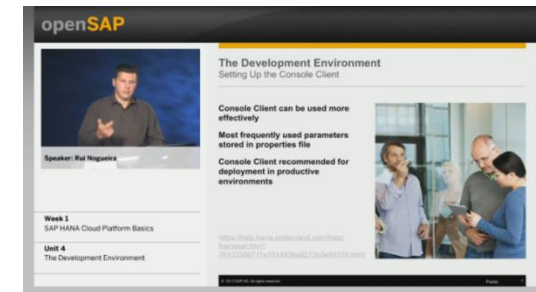 openSAP
The Development Environment
Setting Up the Console Client
Console Client can be used more
effectively
Most frequently used parameters
stored in properties file
Console Client recommended for
deployment in productive
environments
Speaker: Rui Nogueira
Week 1
SAP HANA Cloud Platform Basics
Unit 4
The Development Environment
Public